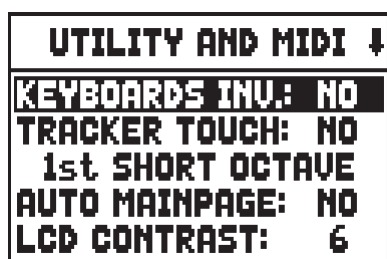 UTILITY AND MIDI ↓
KEYBOARDS INV.: NO
TRACKER TOUCH: NO
1st SHORT OCTAVE
AUTO MAINPAGE: NO
LCD CONTRAST: 6